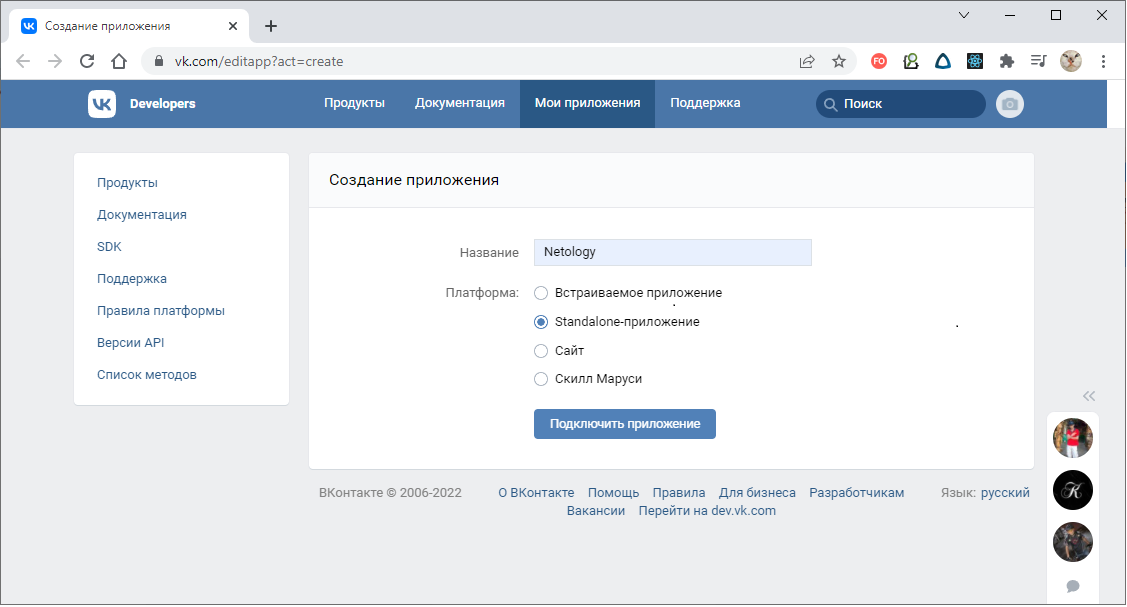 Создание приложения
vk.com/editapp?act=create
FO
Developers
Продукты
Документация
Мои приложения
Поддержка
Поиск
Продукты
Документация
SDK
Поддержка
Правила платформы
Версии API
Список методов
Создание приложения
Название Netology
Платформа: Встраиваемое приложение
Standalone-приложение
Сайт
Скилл Маруси
Подключить приложение
ВКонтакте © 2006-2022 О ВКонтакте Помощь Правила Для бизнеса Разработчикам Язык: русский
Вакансии Перейти на dev.vk.com